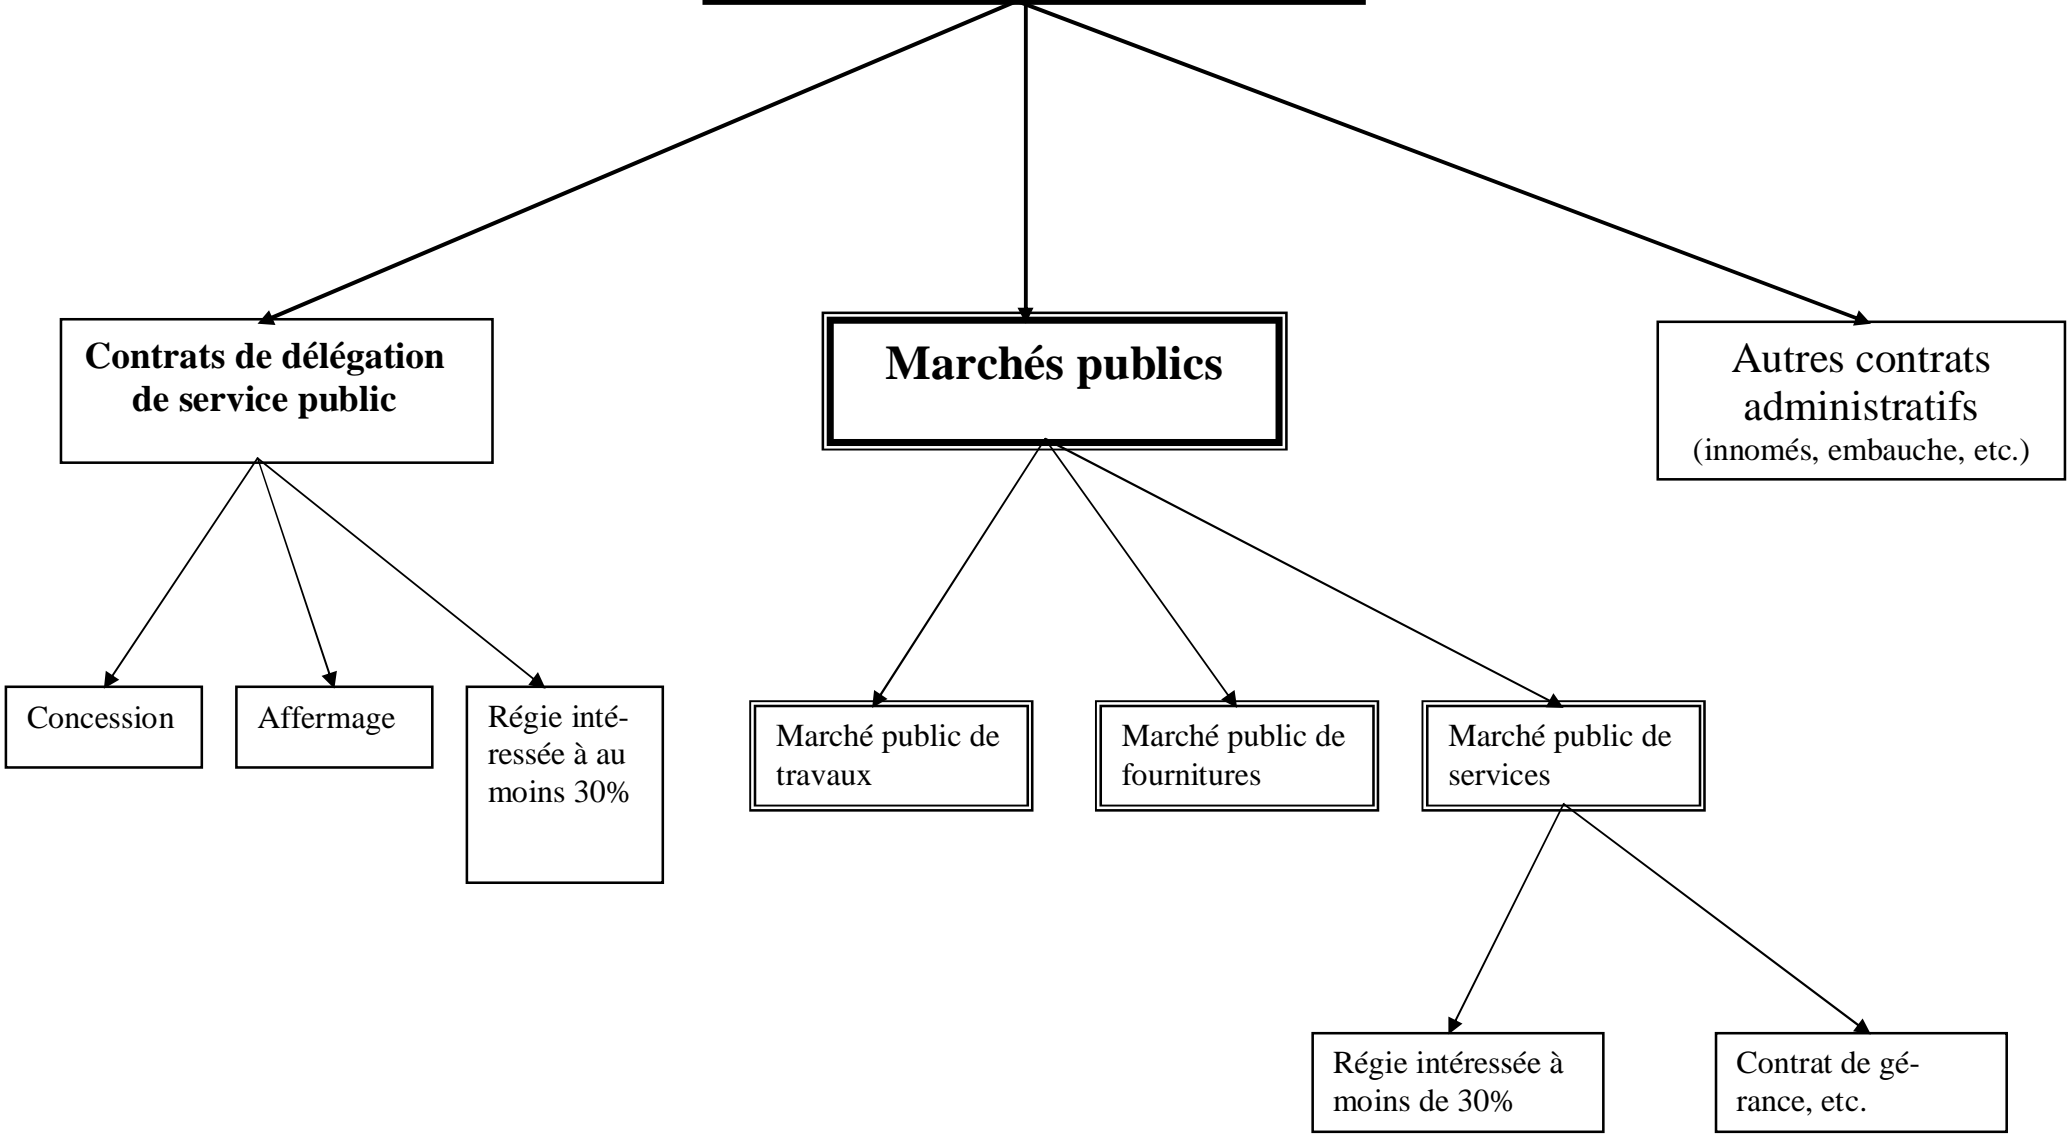 Contrats de délégation
de service public
Marchés publics
Autres contrats
administratifs
(innomés, embauche, etc.)
Concession
Affermage
Régie inté-
ressée à au
moins 30%
Marché public de
travaux
Marché public de
fournitures
Marché public de
services
Régie intéressée à
moins de 30%
Contrat de gé-
rance, etc.